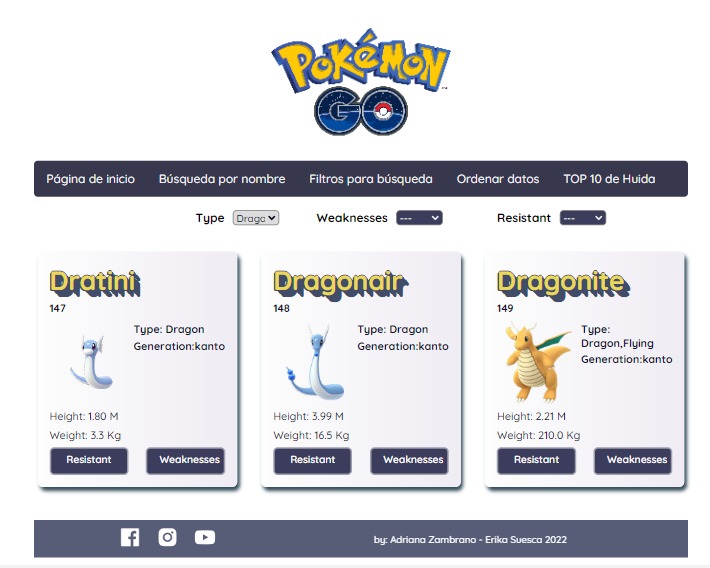 POKéMON
GO
Página de inicio Búsqueda por nombre Filtros para búsqueda Ordenar datos TOP 10 de Huida
Type Drago Weaknesses --- Resistant ---
Dratini
147
Type: Dragon
Generation:kanto
Height: 1.80 M
Weight: 3.3 Kg
Resistant Weaknesses
Dragonair
148
Type: Dragon
Generation:kanto
Height: 3.99 M
Weight: 16.5 Kg
Resistant Weaknesses
Dragonite
149
Type:
Dragon,Flying
Generation:kanto
Height: 2.21 M
Weight: 210.0 Kg
Resistant Weaknesses
by: Adriana Zambrano - Erika Suesca 2022